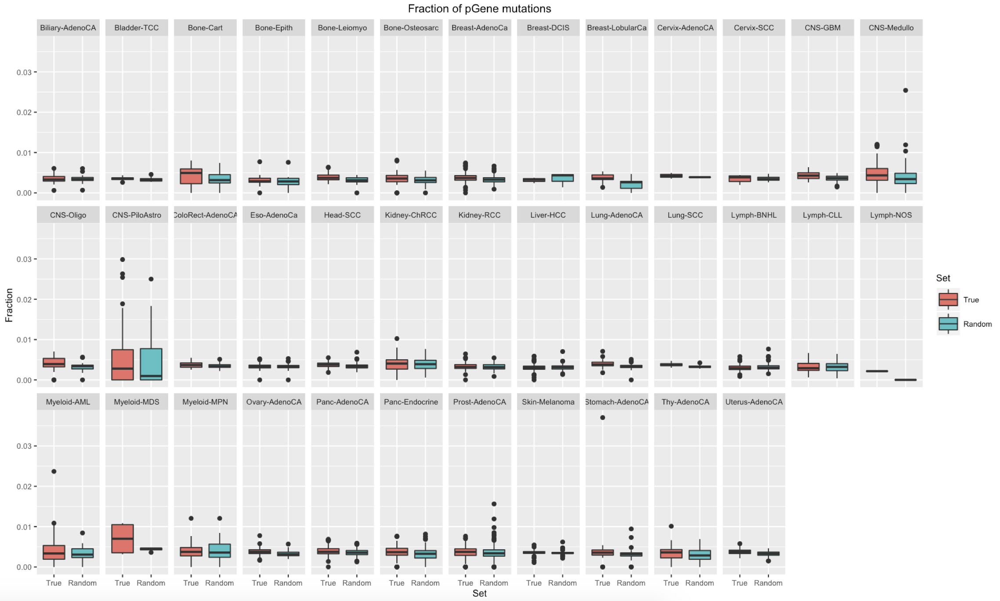 Fraction of pGene mutations
Biliary-AdenoCA Bladder-TCC Bone-Cart Bone-Epith Bone-Leiomyo Bone-Osteosarc Breast-AdenoCa Breast-DCIS Breast-LobularCa Cervix-AdenoCA Cervix-SCC CNS-GBM CNS-Medullo
0.03
0.02
0.01
0.00
CNS-Oligo CNS-PiloAstro ColoRect-AdenoCA Eso-AdenoCa Head-SCC Kidney-ChRCC Kidney-RCC Liver-HCC Lung-AdenoCA Lung-SCC Lymph-BNHL Lymph-CLL Lymph-NOS
0.03
0.02
0.01
0.00
Myeloid-AML Myeloid-MDS Myeloid-MPN Ovary-AdenoCA Panc-AdenoCA Panc-Endocrine Prost-AdenoCA Skin-Melanoma Stomach-AdenoCA Thy-AdenoCA Uterus-AdenoCA
0.03
0.02
0.01
0.00
True Random True Random True Random True Random True Random True Random True Random True Random True Random True Random True Random
Set
Fraction
Set
True
Random